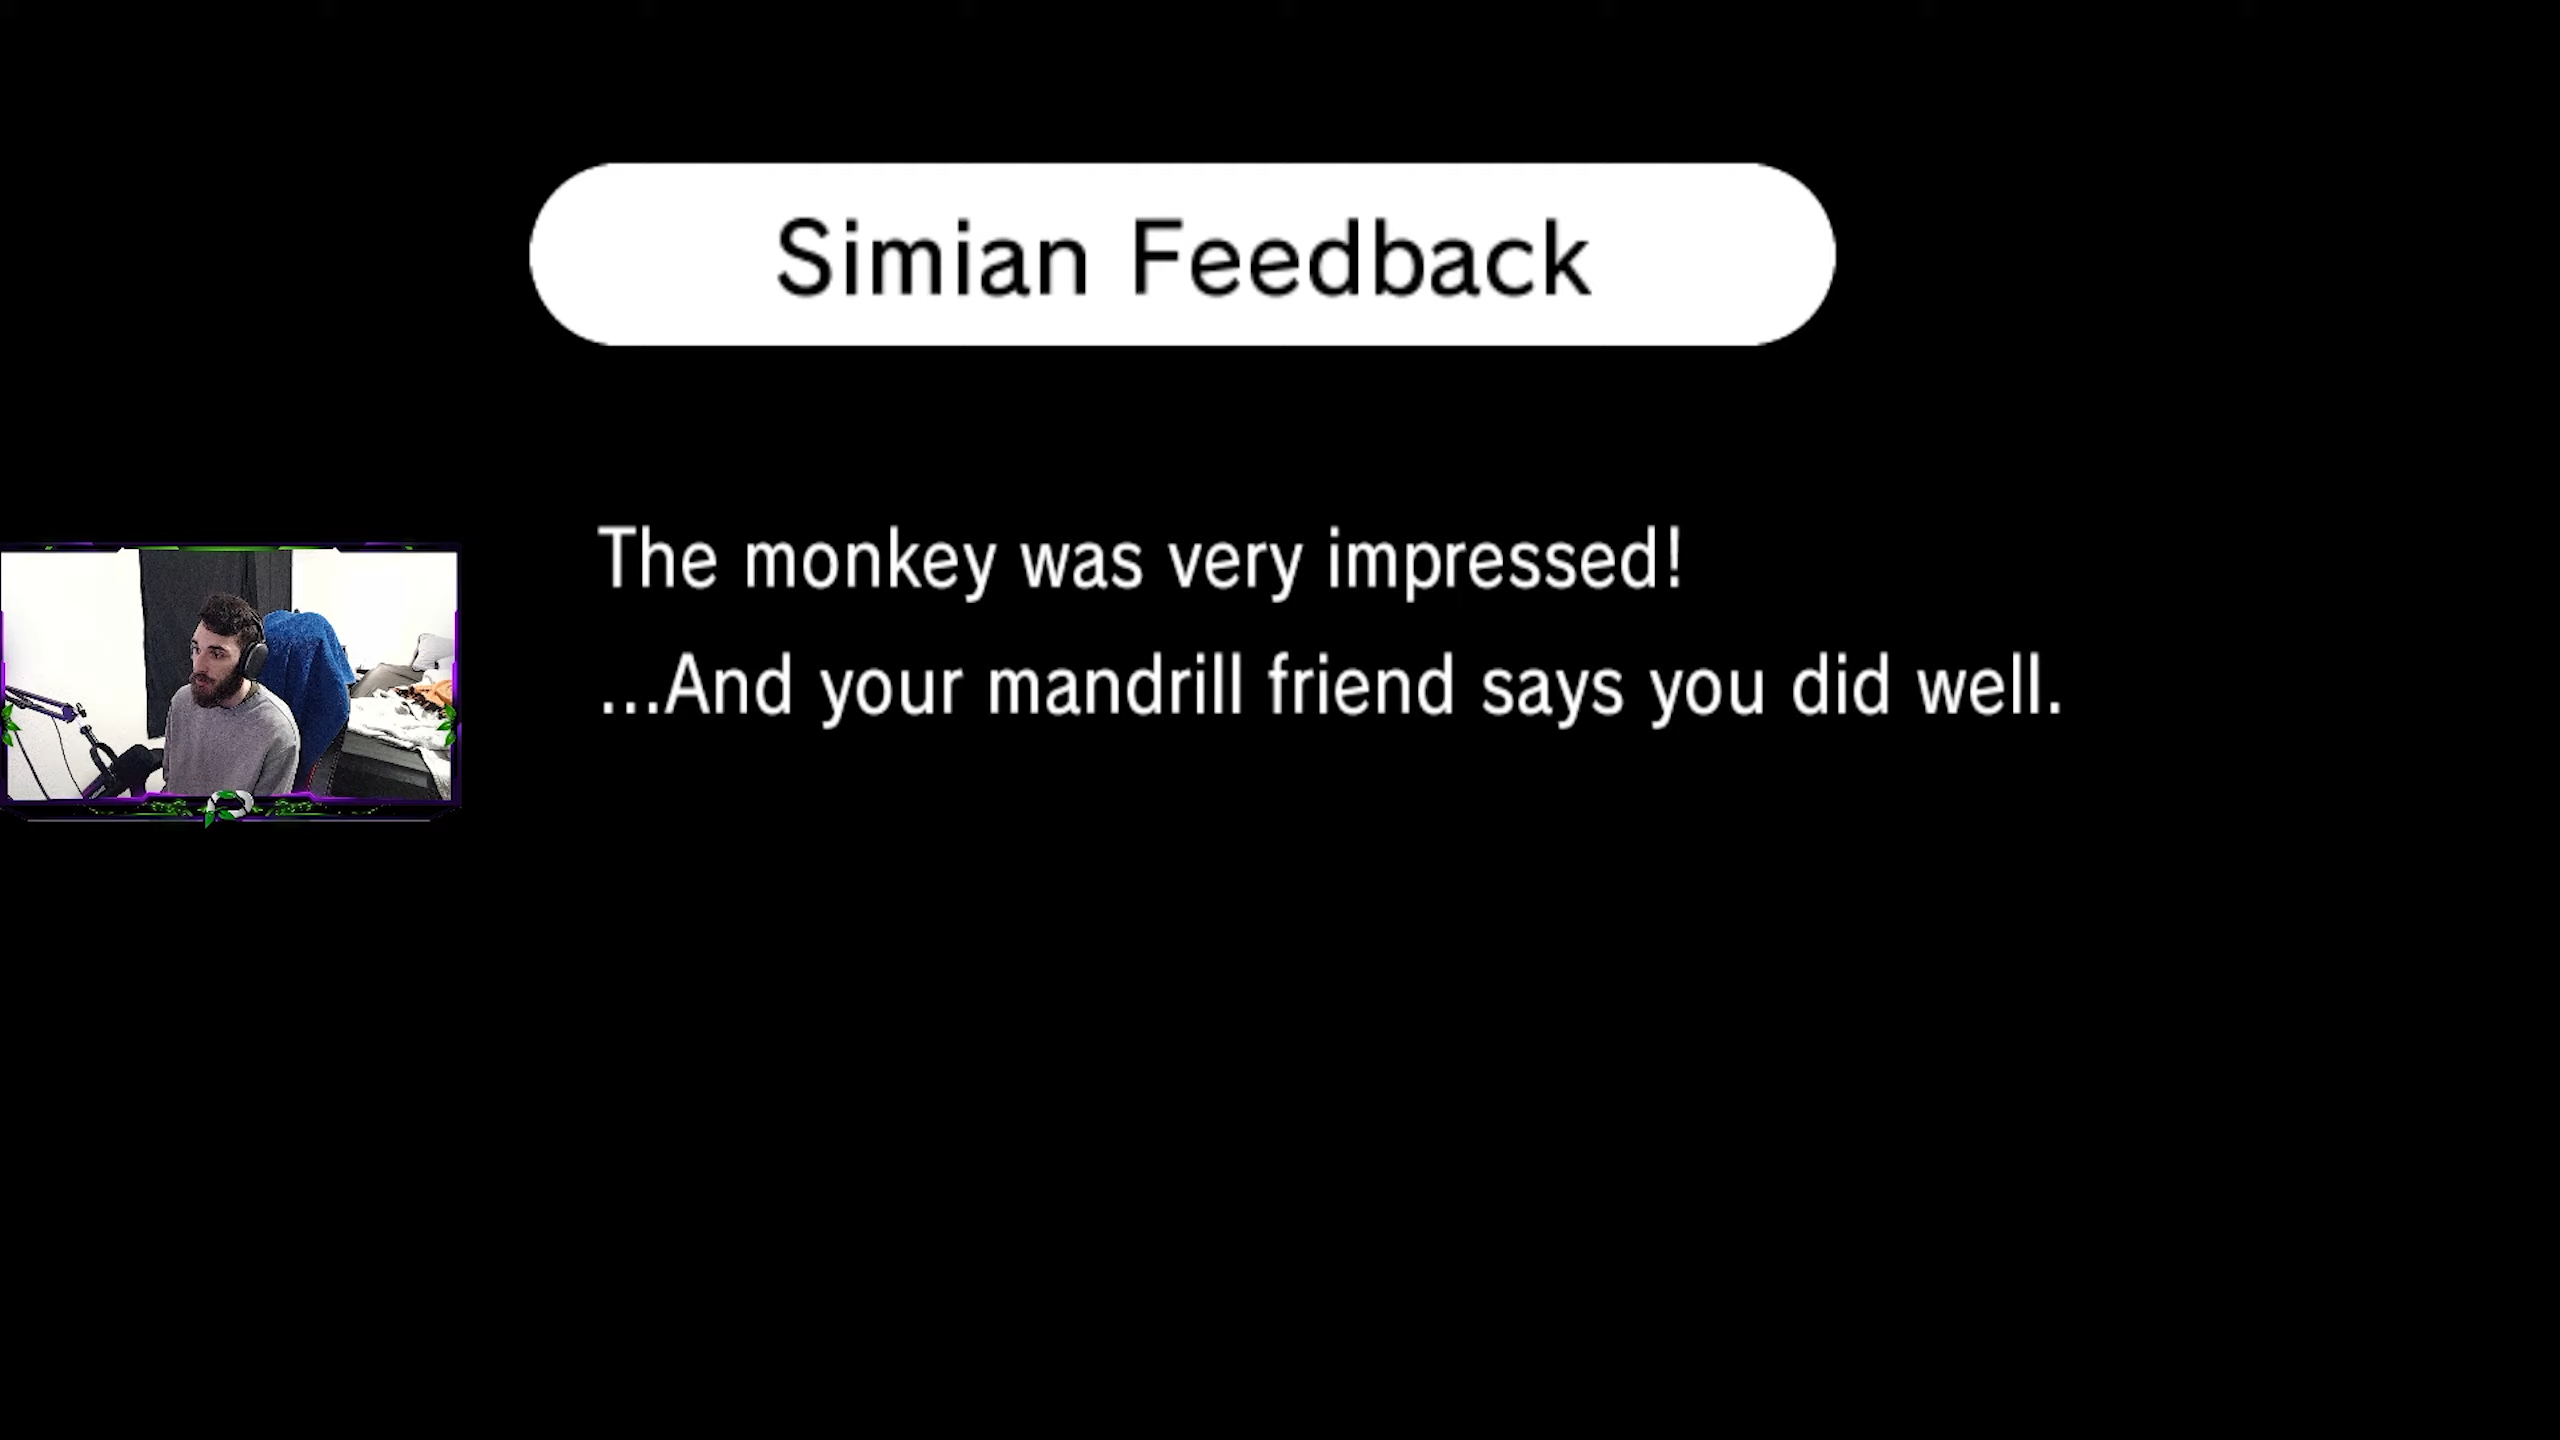 Simian Feedback
The monkey was very impressed!
...And your mandrill friend says you did well.